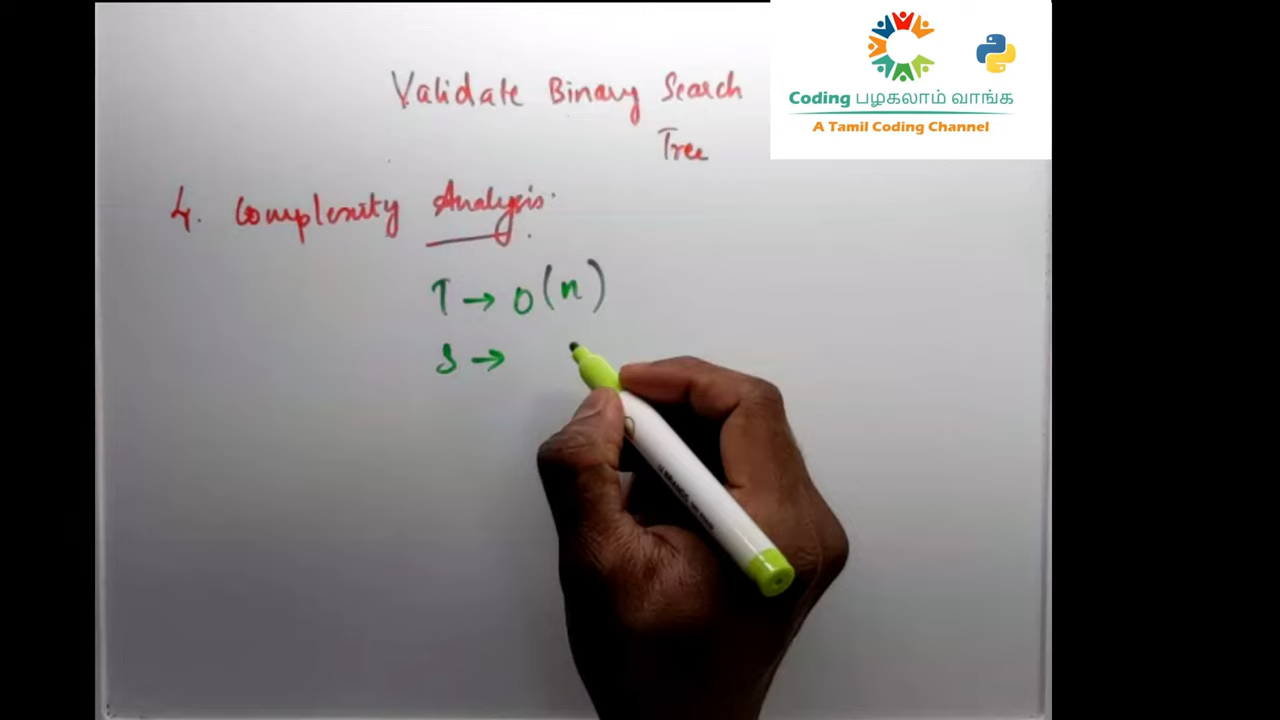 Validate Binary Search
Tree
Coding பழகலாம் வாங்க
A Tamil Coding Channel
4. Complexity Analysis.
T → O(n)
S →